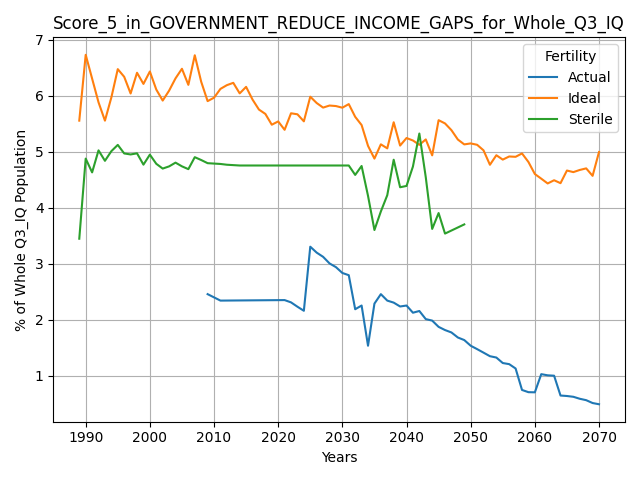 Score_5_in_GOVERNMENT_REDUCE_INCOME_GAPS_for_Whole_Q3_IQ
Fertility
Actual
Ideal
Sterile
% of Whole Q3_IQ Population
7
6
5
4
3
2
1
1990 2000 2010 2020 2030 2040 2050 2060 2070
Years